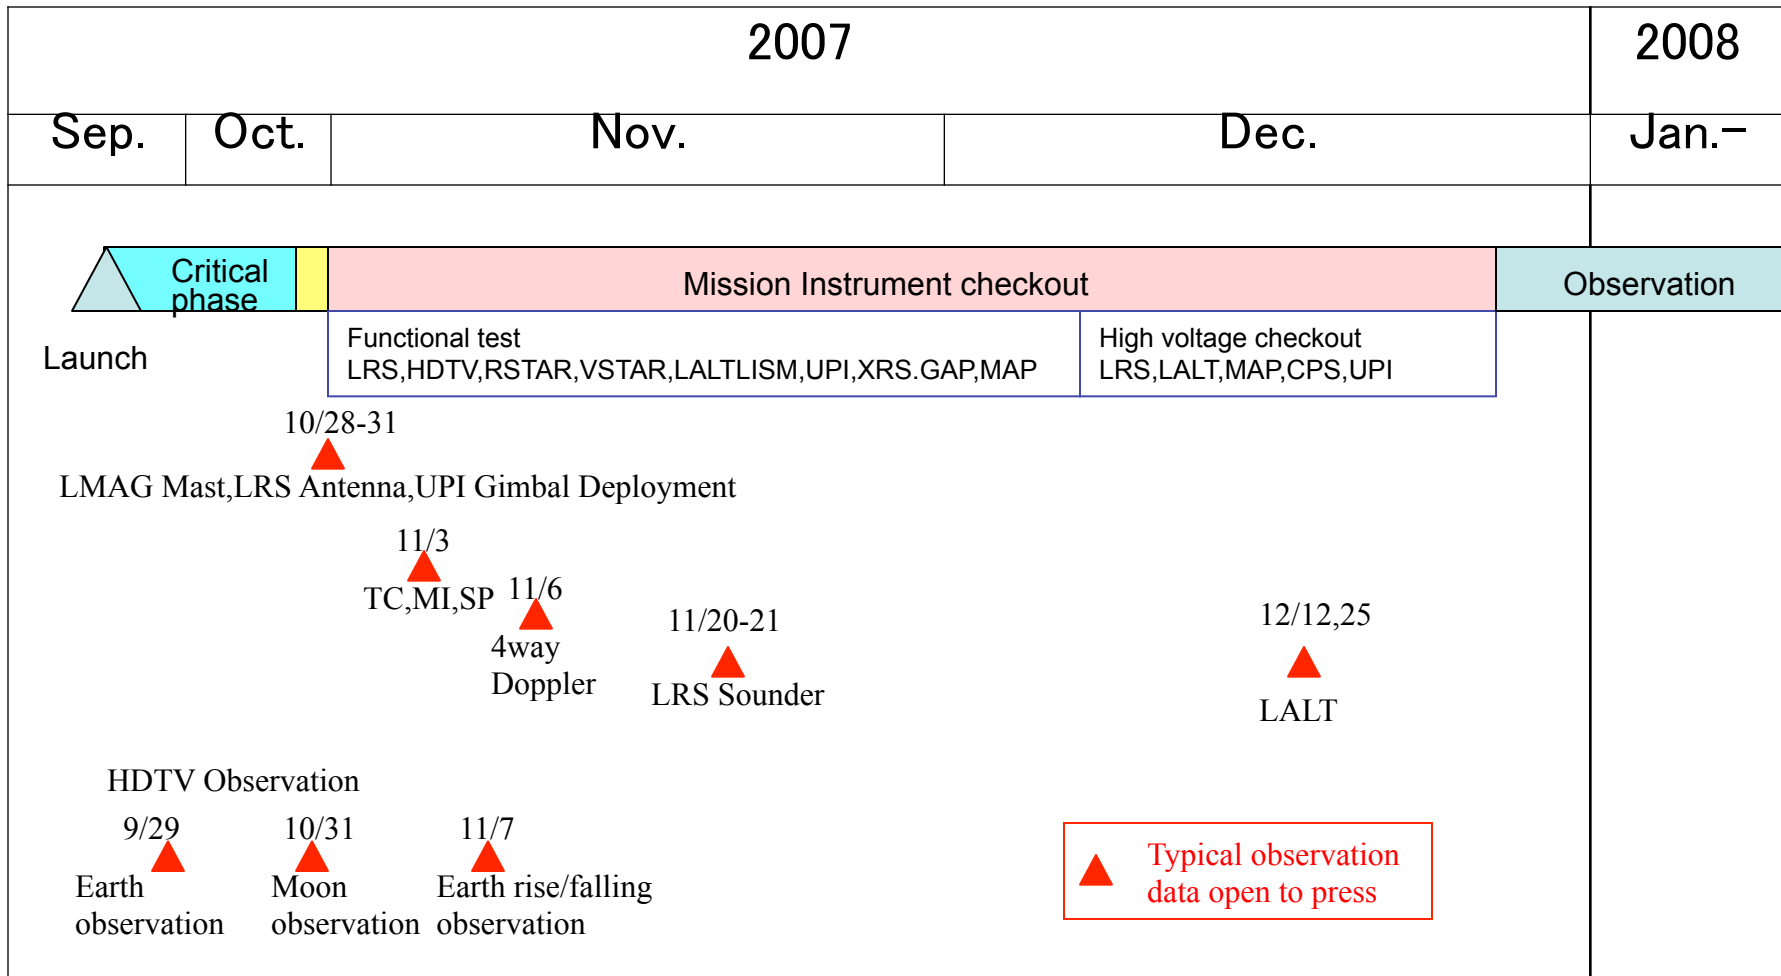 2007
2008
Sep.
Oct.
Nov.
Dec.
Jan.-
Critical
phase
Mission Instrument checkout
Observation
Launch
Functional test
LRS,HDTV,RSTAR,VSTAR,LALTLISM,UPI,XRS.GAP,MAP
High voltage checkout
LRS,LALT,MAP,CPS,UPI
10/28-31
LMAG Mast,LRS Antenna,UPI Gimbal Deployment
11/3
TC,MI,SP
11/6
4way
Doppler
11/20-21
LRS Sounder
12/12,25
LALT
HDTV Observation
9/29
Earth
observation
10/31
Moon
observation
11/7
Earth rise/falling
observation
Typical observation
data open to press